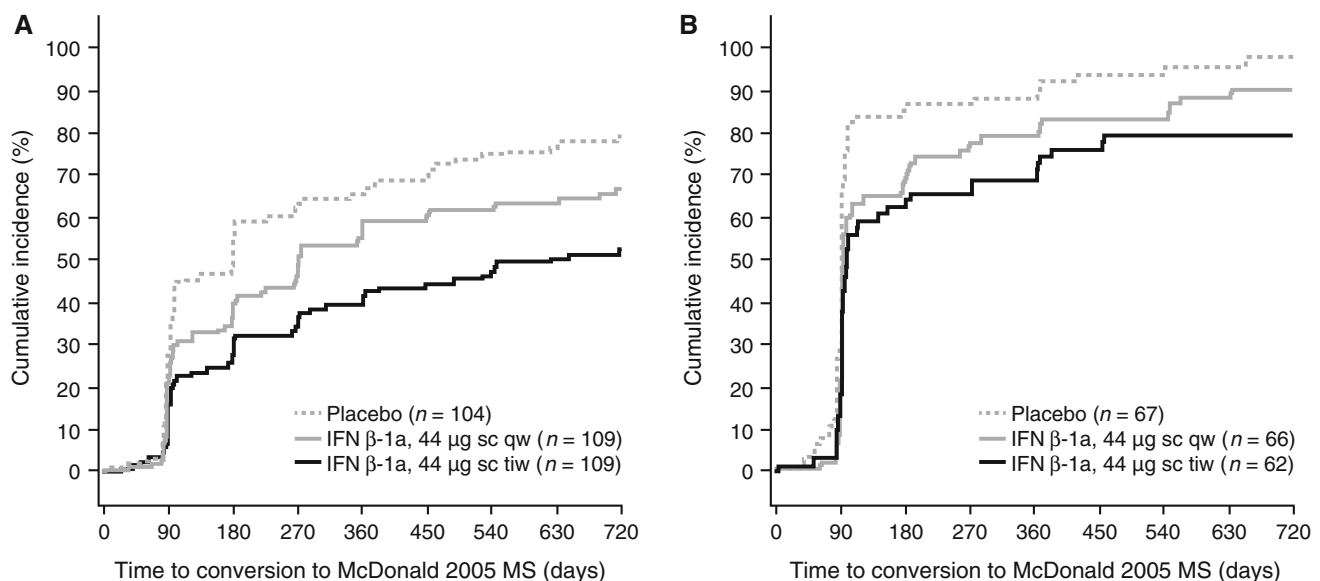 A
Cumulative incidence (%)
100
90
80
70
60
50
40
30
20
10
0
Placebo (n = 104)
IFN β-1a, 44 µg sc qw (n = 109)
IFN β-1a, 44 µg sc tiw (n = 109)
0 90 180 270 360 450 540 630 720
Time to conversion to McDonald 2005 MS (days)
B
Cumulative incidence (%)
100
90
80
70
60
50
40
30
20
10
0
Placebo (n = 67)
IFN β-1a, 44 µg sc qw (n = 66)
IFN β-1a, 44 µg sc tiw (n = 62)
0 90 180 270 360 450 540 630 720
Time to conversion to McDonald 2005 MS (days)